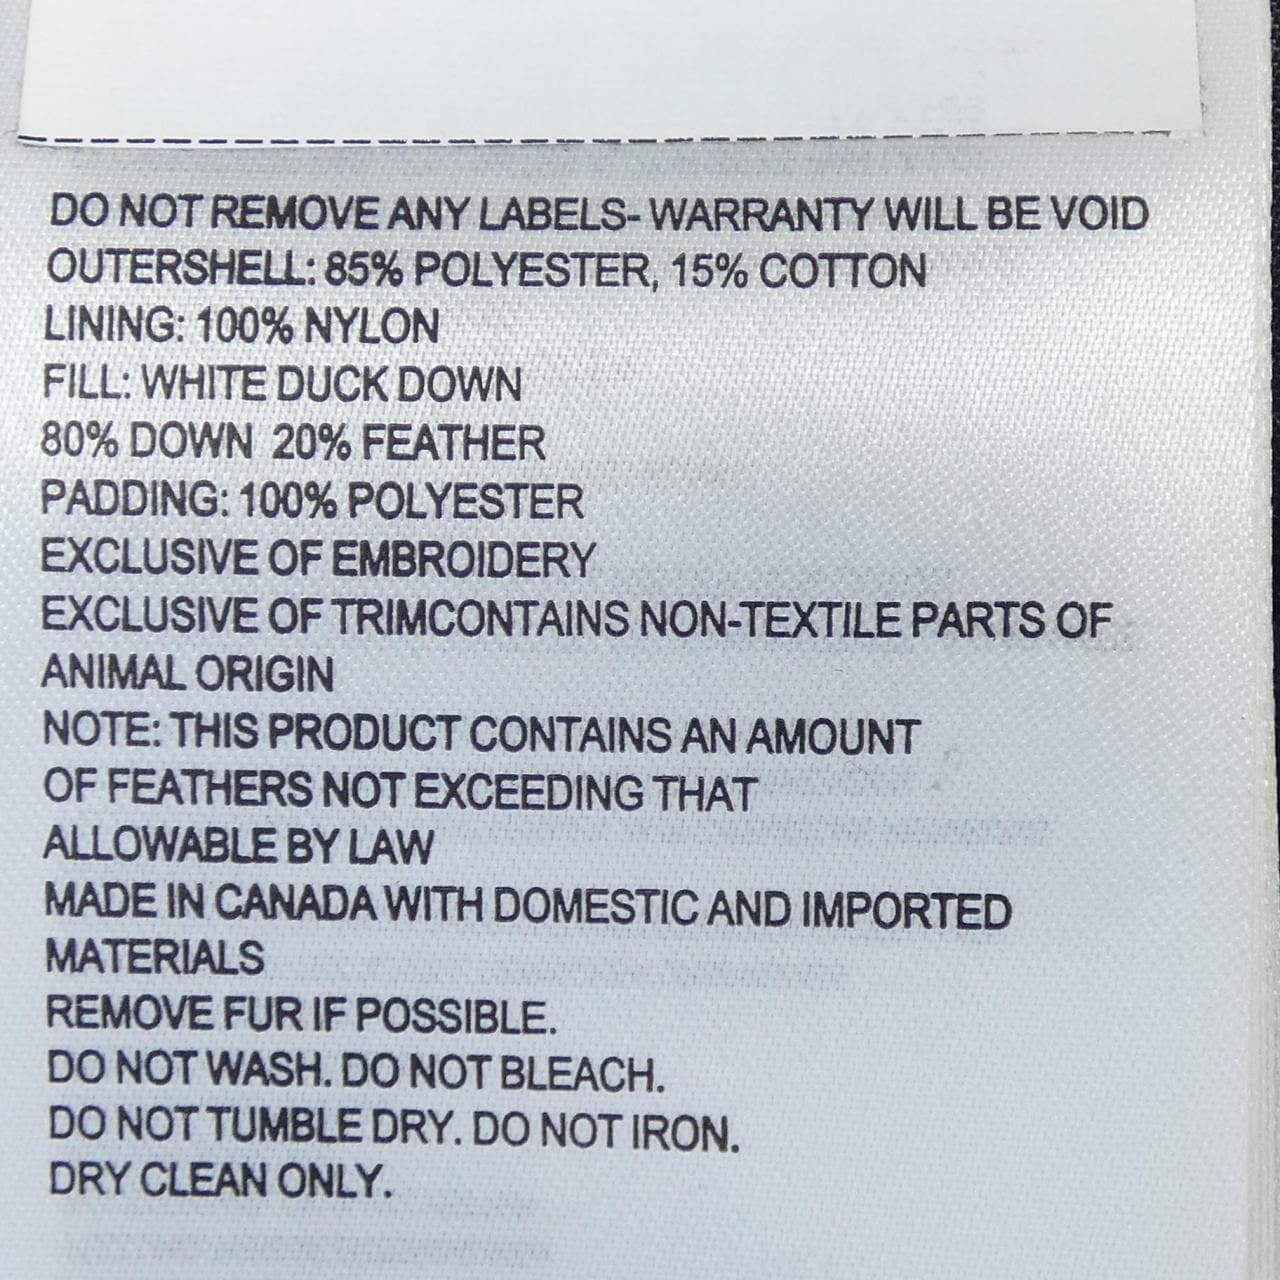 DO NOT REMOVE ANY LABELS- WARRANTY WILL BE VOID
OUTERSHELL: 85% POLYESTER, 15% COTTON
LINING: 100% NYLON
FILL: WHITE DUCK DOWN
80% DOWN 20% FEATHER
PADDING: 100% POLYESTER
EXCLUSIVE OF EMBROIDERY
EXCLUSIVE OF TRIMCONTAINS NON-TEXTILE PARTS OF
ANIMAL ORIGIN
NOTE: THIS PRODUCT CONTAINS AN AMOUNT
OF FEATHERS NOT EXCEEDING THAT
ALLOWABLE BY LAW
MADE IN CANADA WITH DOMESTIC AND IMPORTED
MATERIALS
REMOVE FUR IF POSSIBLE.
DO NOT WASH. DO NOT BLEACH.
DO NOT TUMBLE DRY. DO NOT IRON.
DRY CLEAN ONLY.